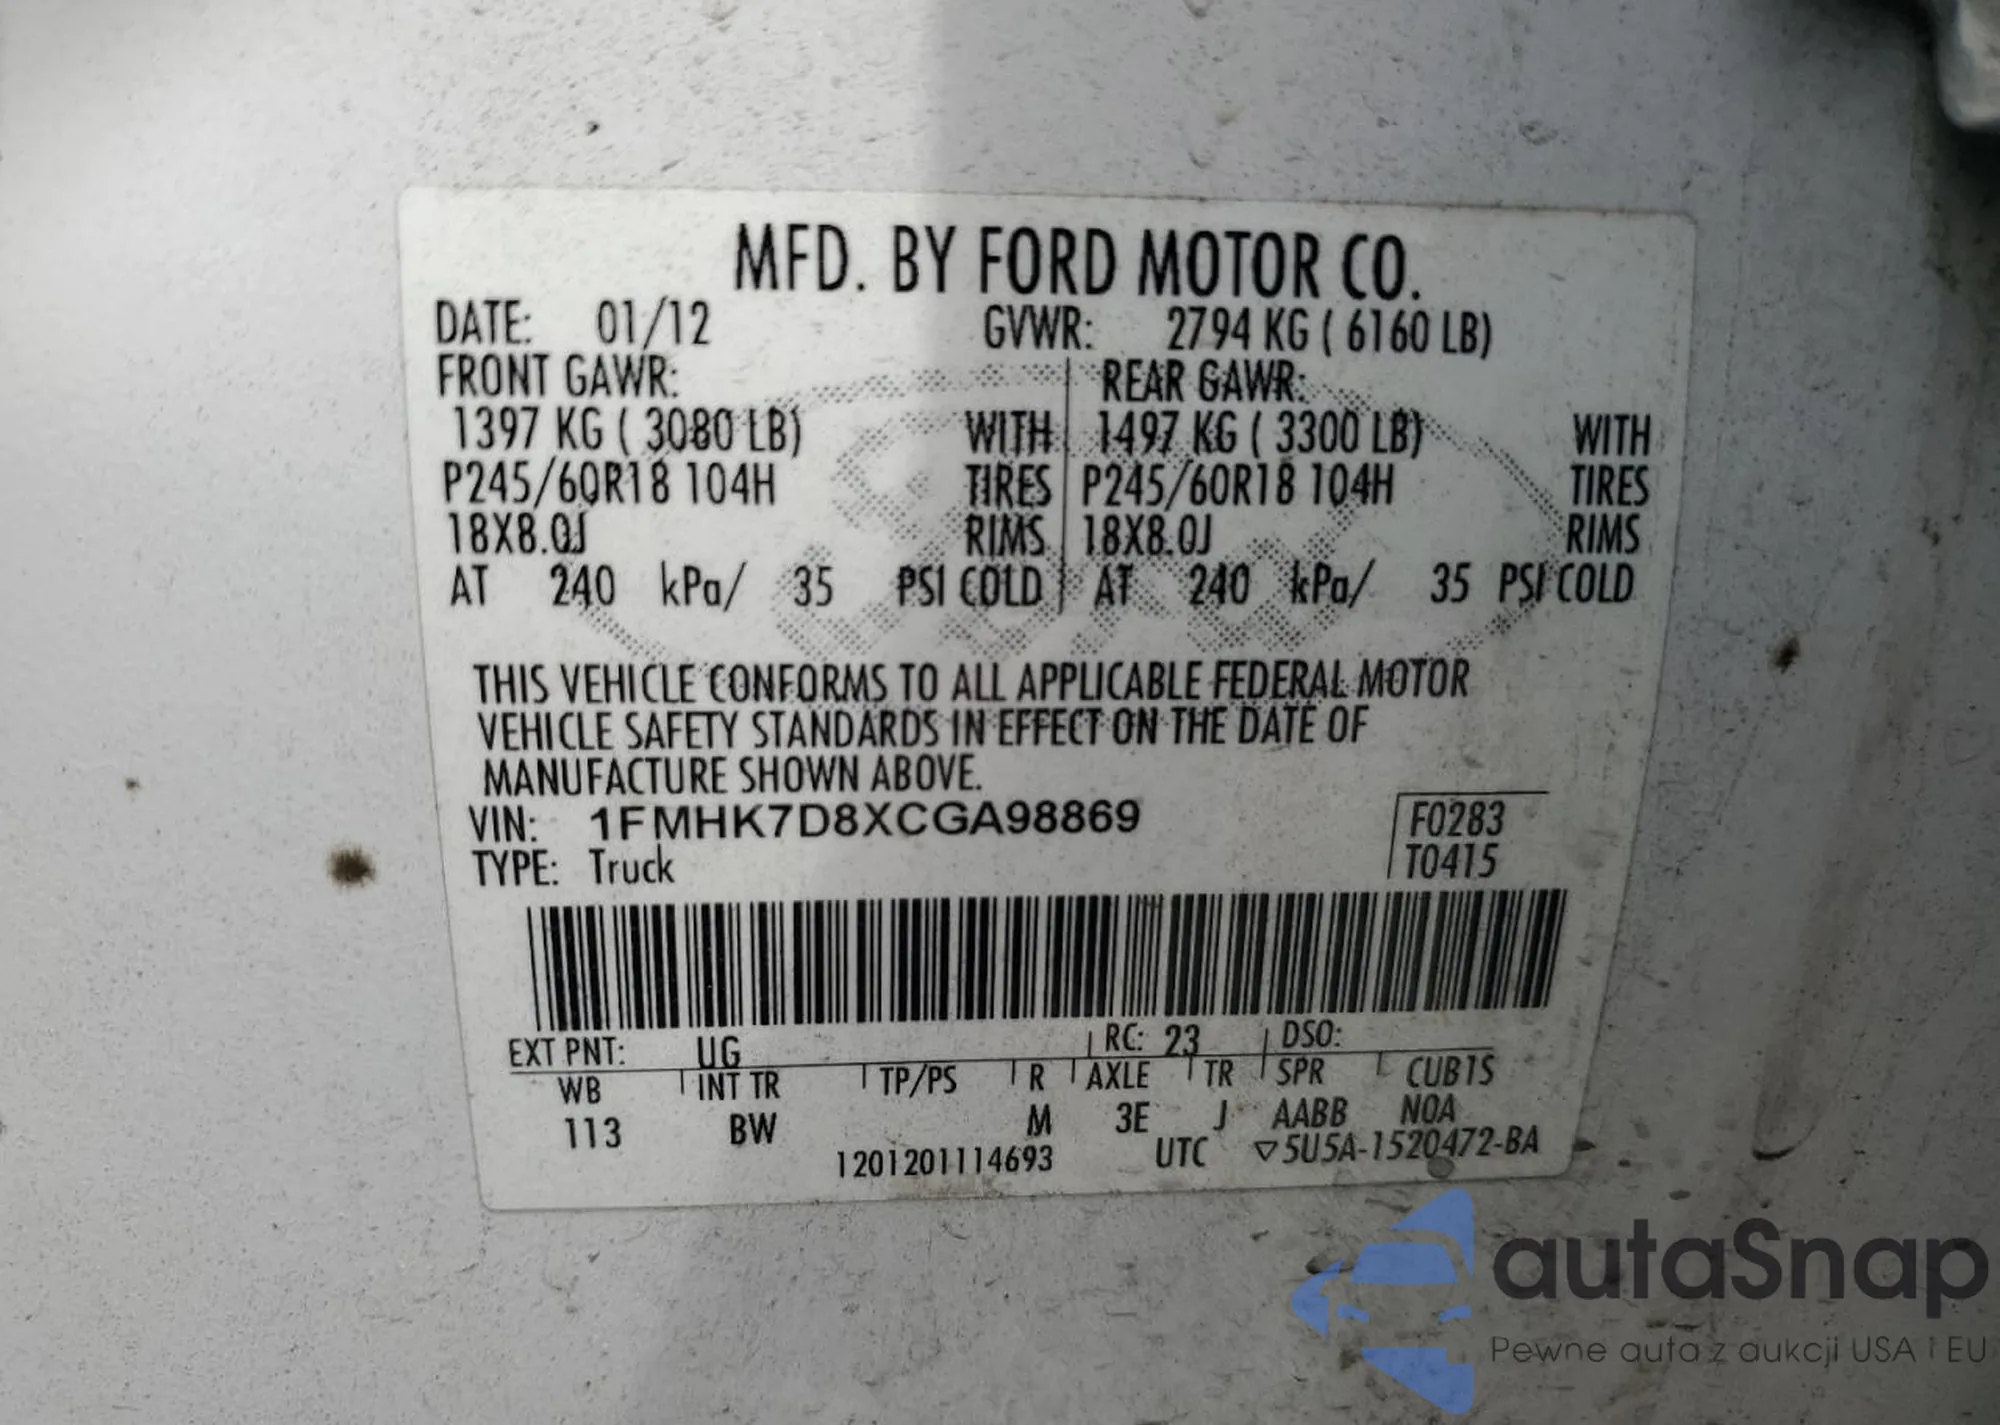 MFD. BY FORD MOTOR CO.
DATE: 01/12 GVWR: 2794 KG ( 6160 LB)
FRONT GAWR: REAR GAWR:
1397 KG ( 3080 LB) WITH 1497 KG ( 3300 LB) WITH
P245/60R18 104H TIRES P245/60R18 104H TIRES
18X8.0J RIMS 18X8.0J RIMS
AT 240 kPa/ 35 PSI COLD AT 240 kPa/ 35 PSI COLD
THIS VEHICLE CONFORMS TO ALL APPLICABLE FEDERAL MOTOR
VEHICLE SAFETY STANDARDS IN EFFECT ON THE DATE OF
MANUFACTURE SHOWN ABOVE.
VIN: 1FMHK7D8XCGA98869 F0283
TYPE: Truck T0415
EXT PNT: UG RC: 23 DSO:
WB INT TR TP/PS R AXLE TR SPR CUB1S
113 BW M 3E J AABB NOA
1201201114693 UTC ▽5U5A-1520472-BA
autaSnap
Pewne auta z aukcji USA i EU